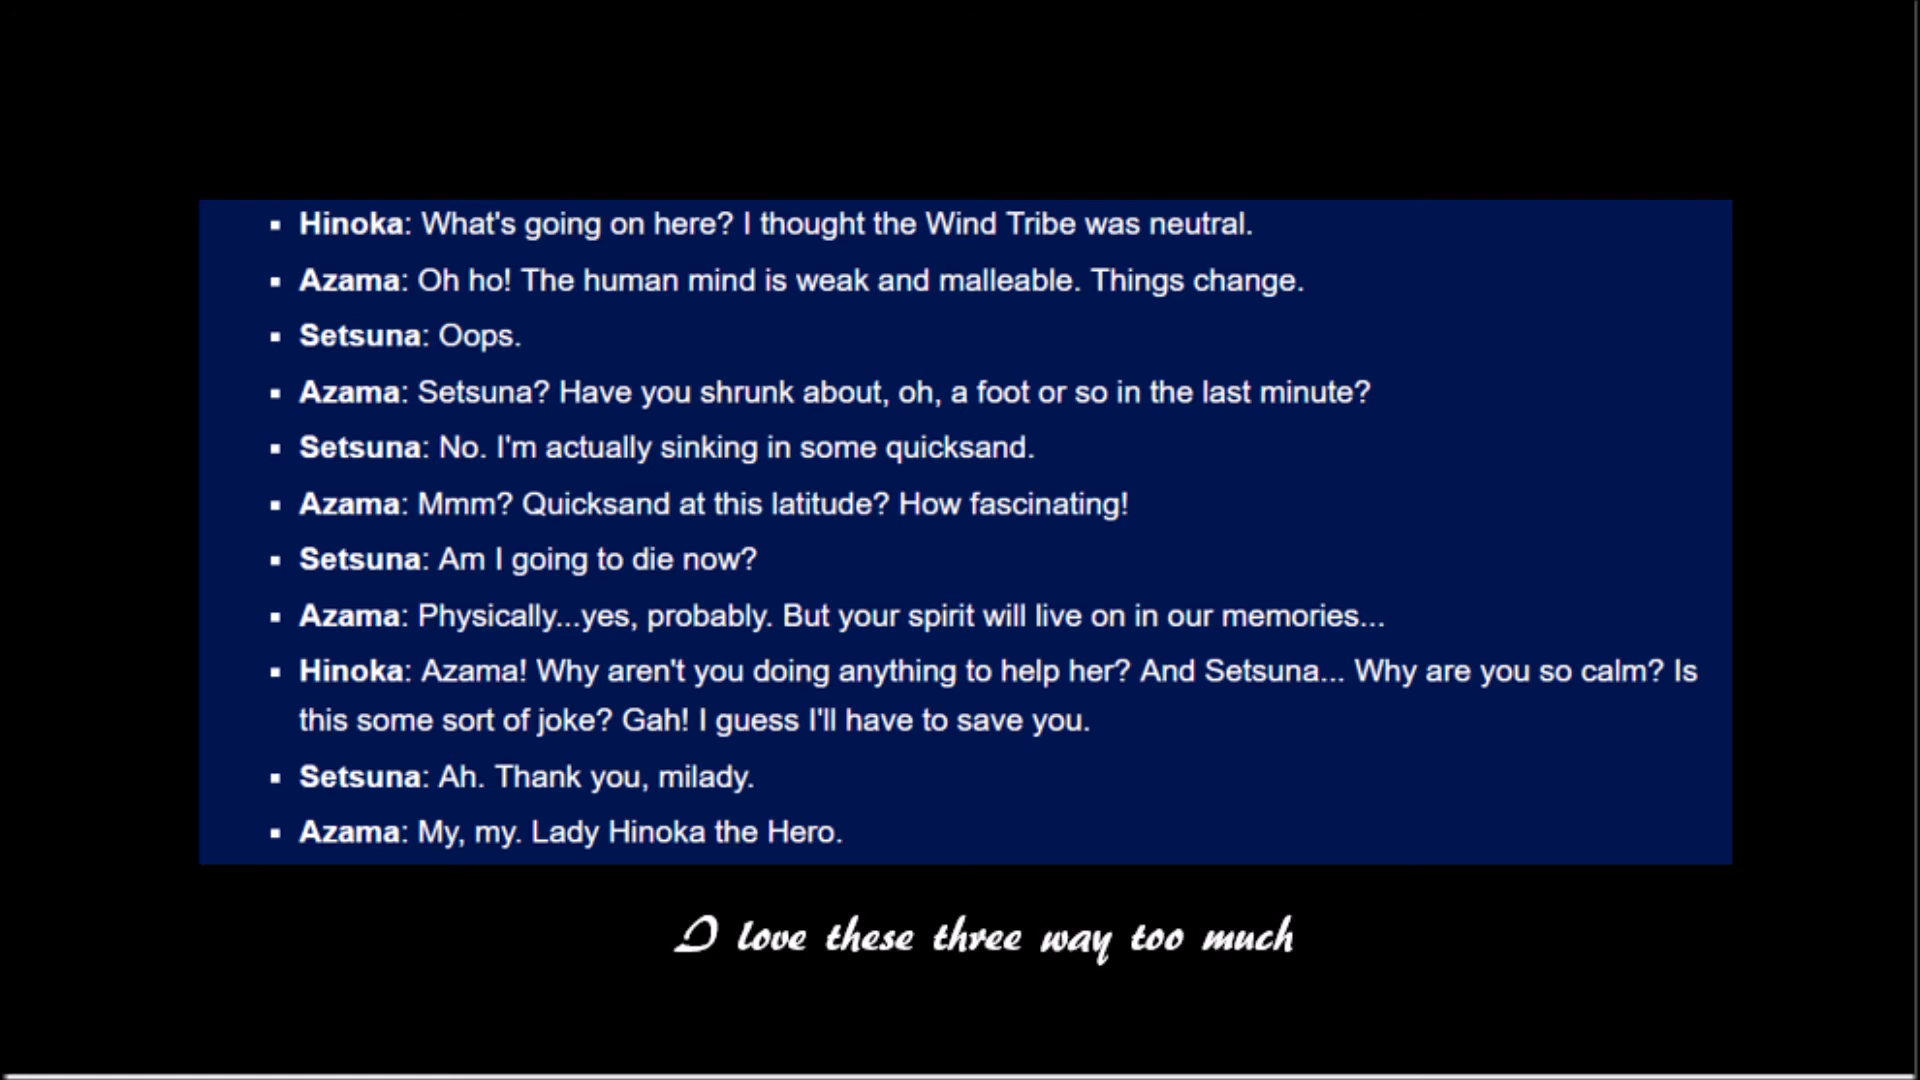 ▪ Hinoka: What's going on here? I thought the Wind Tribe was neutral.
▪ Azama: Oh ho! The human mind is weak and malleable. Things change.
▪ Setsuna: Oops.
▪ Azama: Setsuna? Have you shrunk about, oh, a foot or so in the last minute?
▪ Setsuna: No. I'm actually sinking in some quicksand.
▪ Azama: Mmm? Quicksand at this latitude? How fascinating!
▪ Setsuna: Am I going to die now?
▪ Azama: Physically...yes, probably. But your spirit will live on in our memories...
▪ Hinoka: Azama! Why aren't you doing anything to help her? And Setsuna... Why are you so calm? Is
this some sort of joke? Gah! I guess I'll have to save you.
▪ Setsuna: Ah. Thank you, milady.
▪ Azama: My, my. Lady Hinoka the Hero.
I love these three way too much